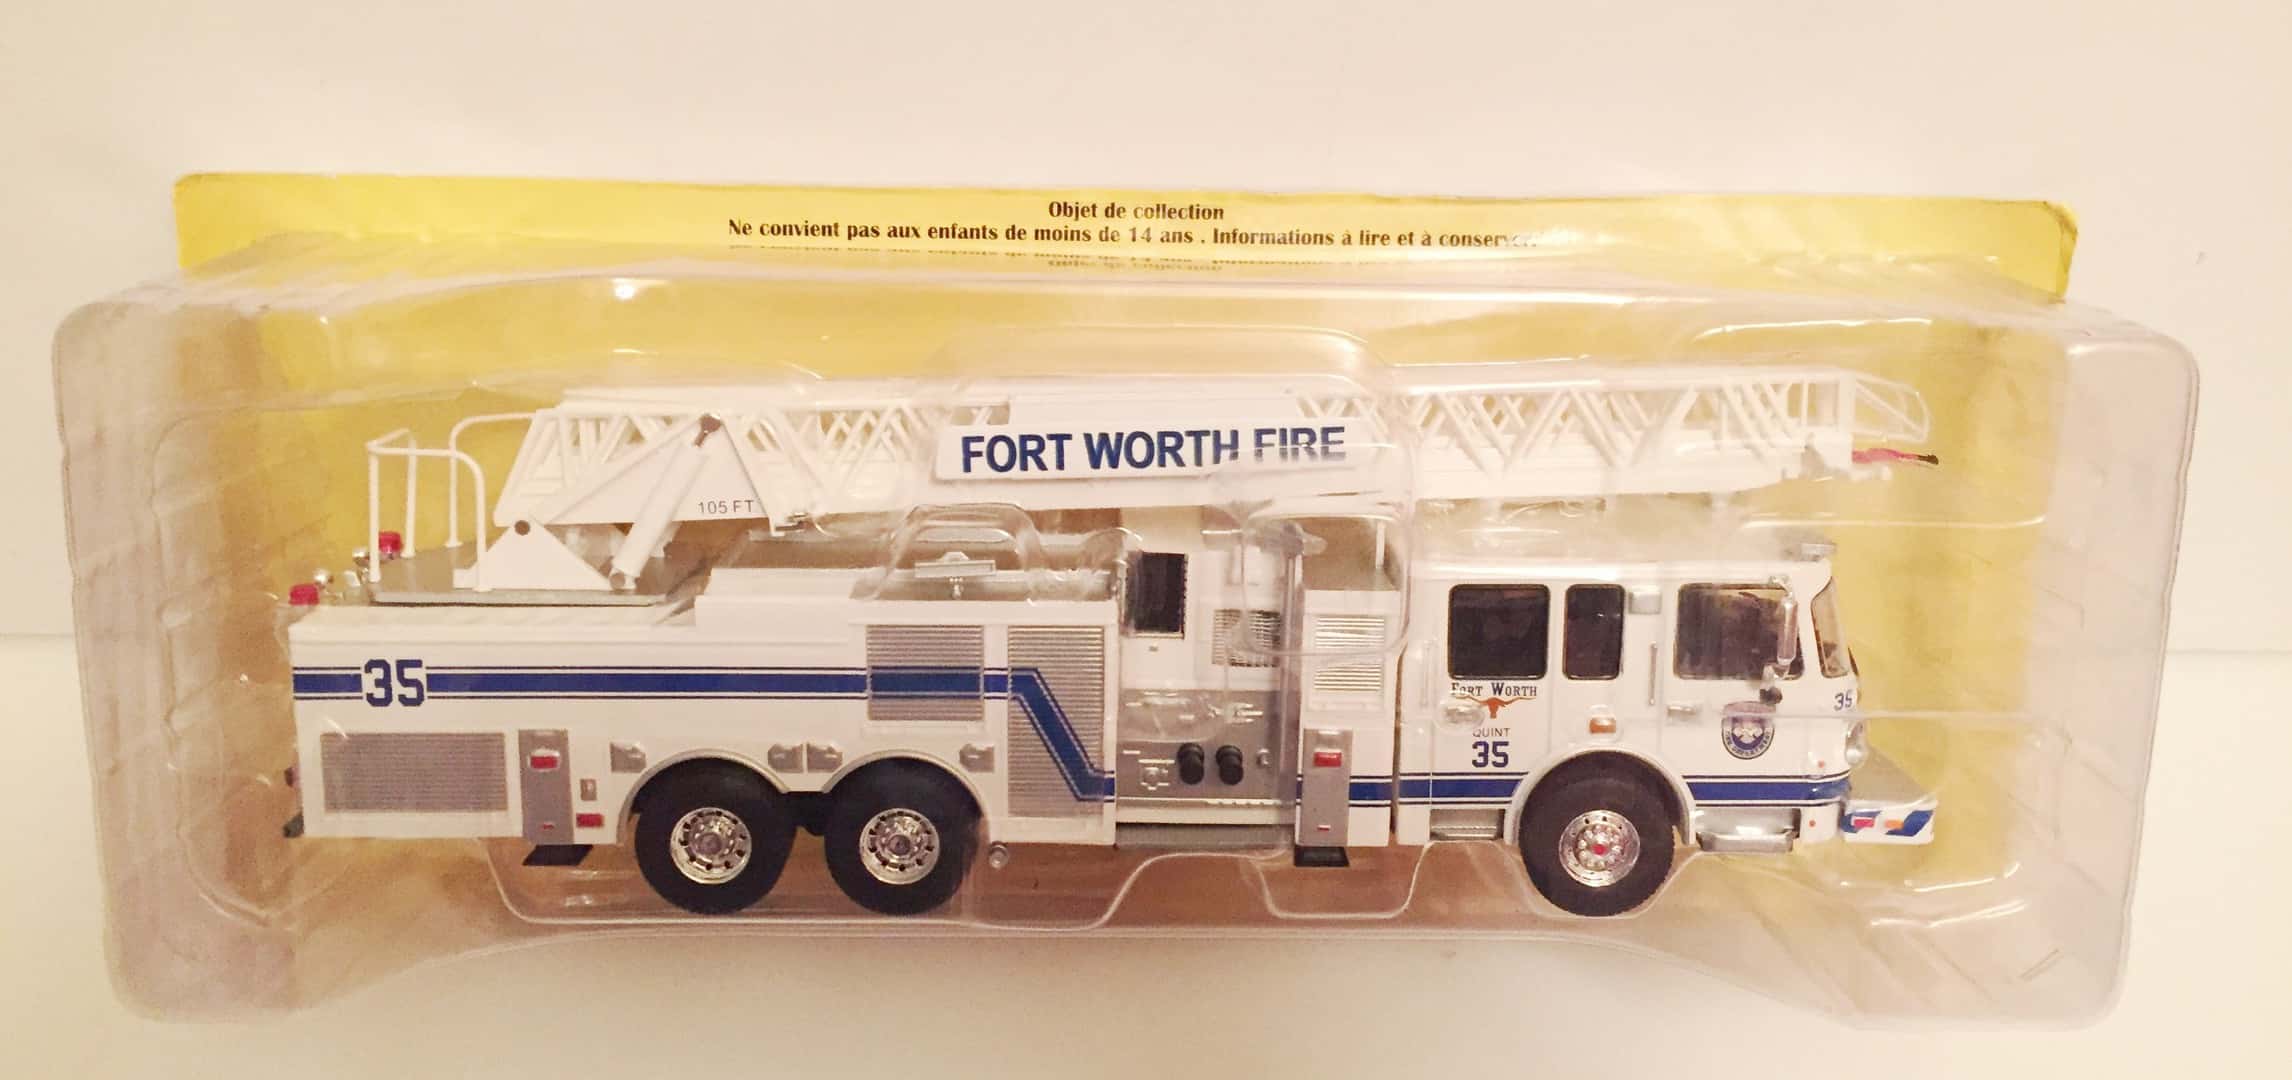 Objet de collection
Ne convient pas aux enfants de moins de 14 ans . Informations à lire et à conserver.
FORT WORTH FIRE
105 FT
35
FORT WORTH
QUINT
35
35